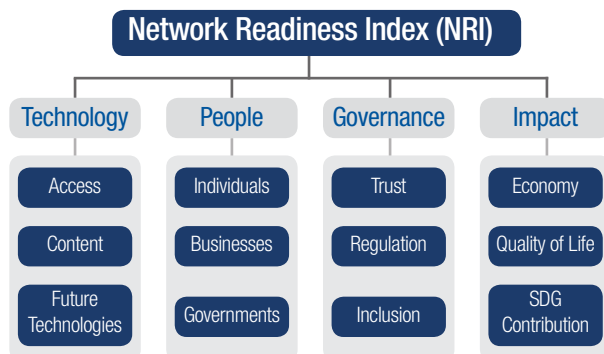 Network Readiness Index (NRI)
Technology
People
Governance
Impact
Access
Individuals
Trust
Economy
Content
Businesses
Regulation
Quality of Life
Future
Technologies
Governments
Inclusion
SDG
Contribution